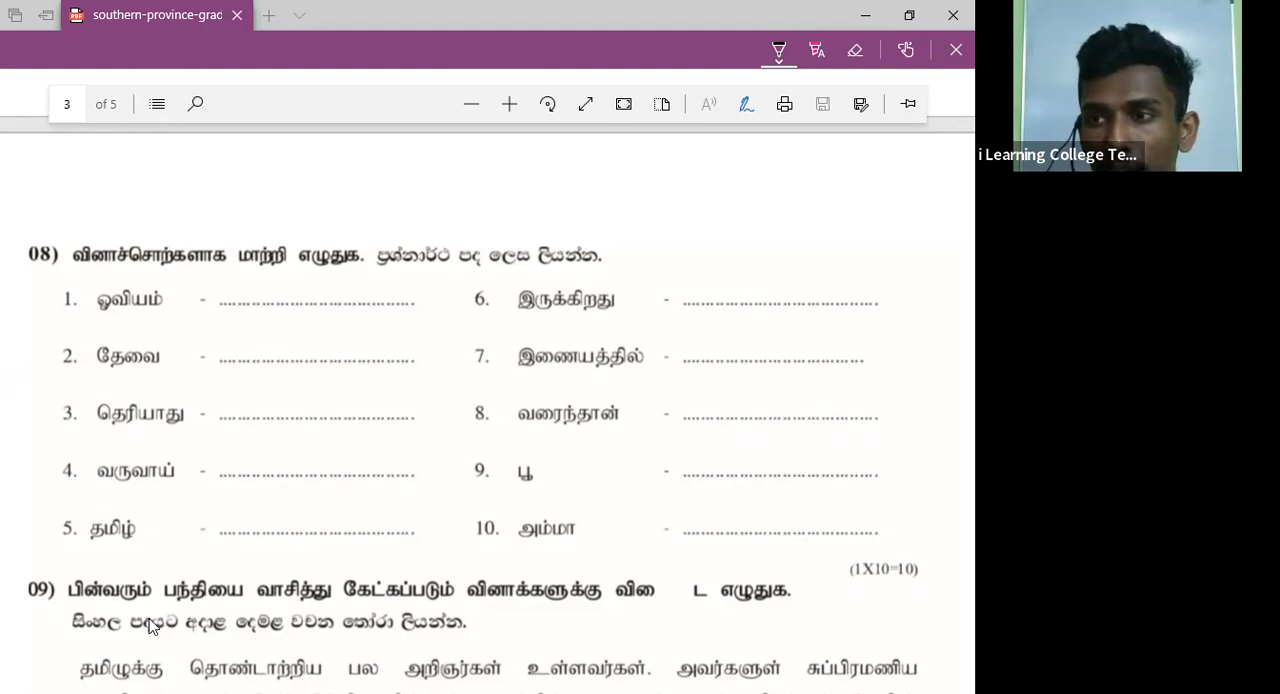 southern-province-grad
3 of 5
i Learning College Te...
08) வினாச்சொற்களாக மாற்றி எழுதுக. ප්‍රශ්නාර්ථ පද ලෙස ලියන්න.
1. ஓவியம் - ........................................... 6. இருக்கிறது - ...........................................
2. தேவை - ........................................... 7. இணையத்தில் - ........................................
3. தெரியாது - ........................................... 8. வரைந்தான் - ...........................................
4. வருவாய் - ........................................... 9. பூ - ...........................................
5. தமிழ் - ........................................... 10. அம்மா - ...........................................
(1X10=10)
09) பின்வரும் பந்தியை வாசித்து கேட்கப்படும் வினாக்களுக்கு விடை ட எழுதுக.
සිංහල පදයට අදාළ දෙමළ වචන තෝරා ලියන්න.
தமிழுக்கு தொண்டாற்றிய பல அறிஞர்கள் உள்ளவர்கள். அவர்களுள் சுப்பிரமணிய